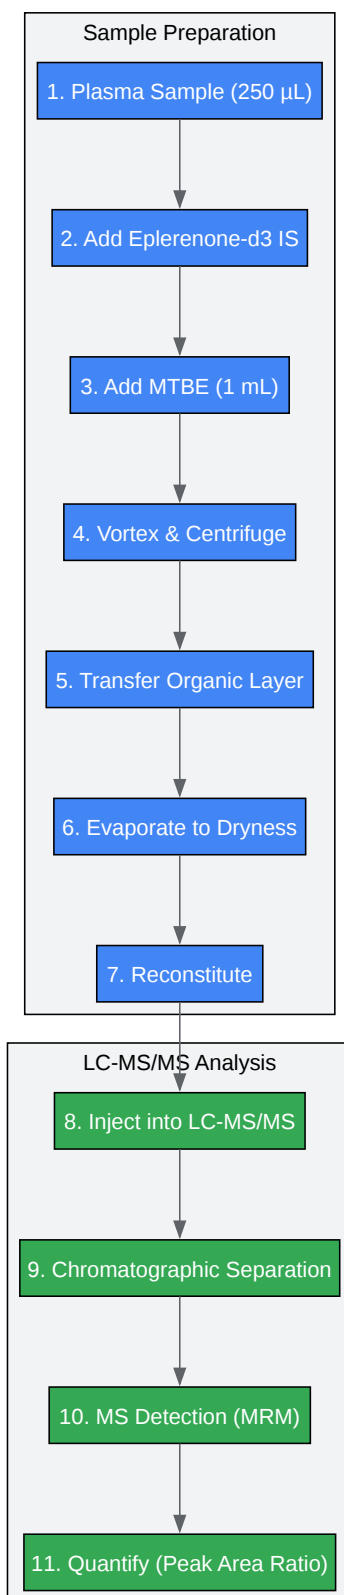 Sample Preparation
1. Plasma Sample (250 µL)
2. Add Eplerenone-d3 IS
3. Add MTBE (1 mL)
4. Vortex & Centrifuge
5. Transfer Organic Layer
6. Evaporate to Dryness
7. Reconstitute
LC-MS/MS Analysis
8. Inject into LC-MS/MS
9. Chromatographic Separation
10. MS Detection (MRM)
11. Quantify (Peak Area Ratio)